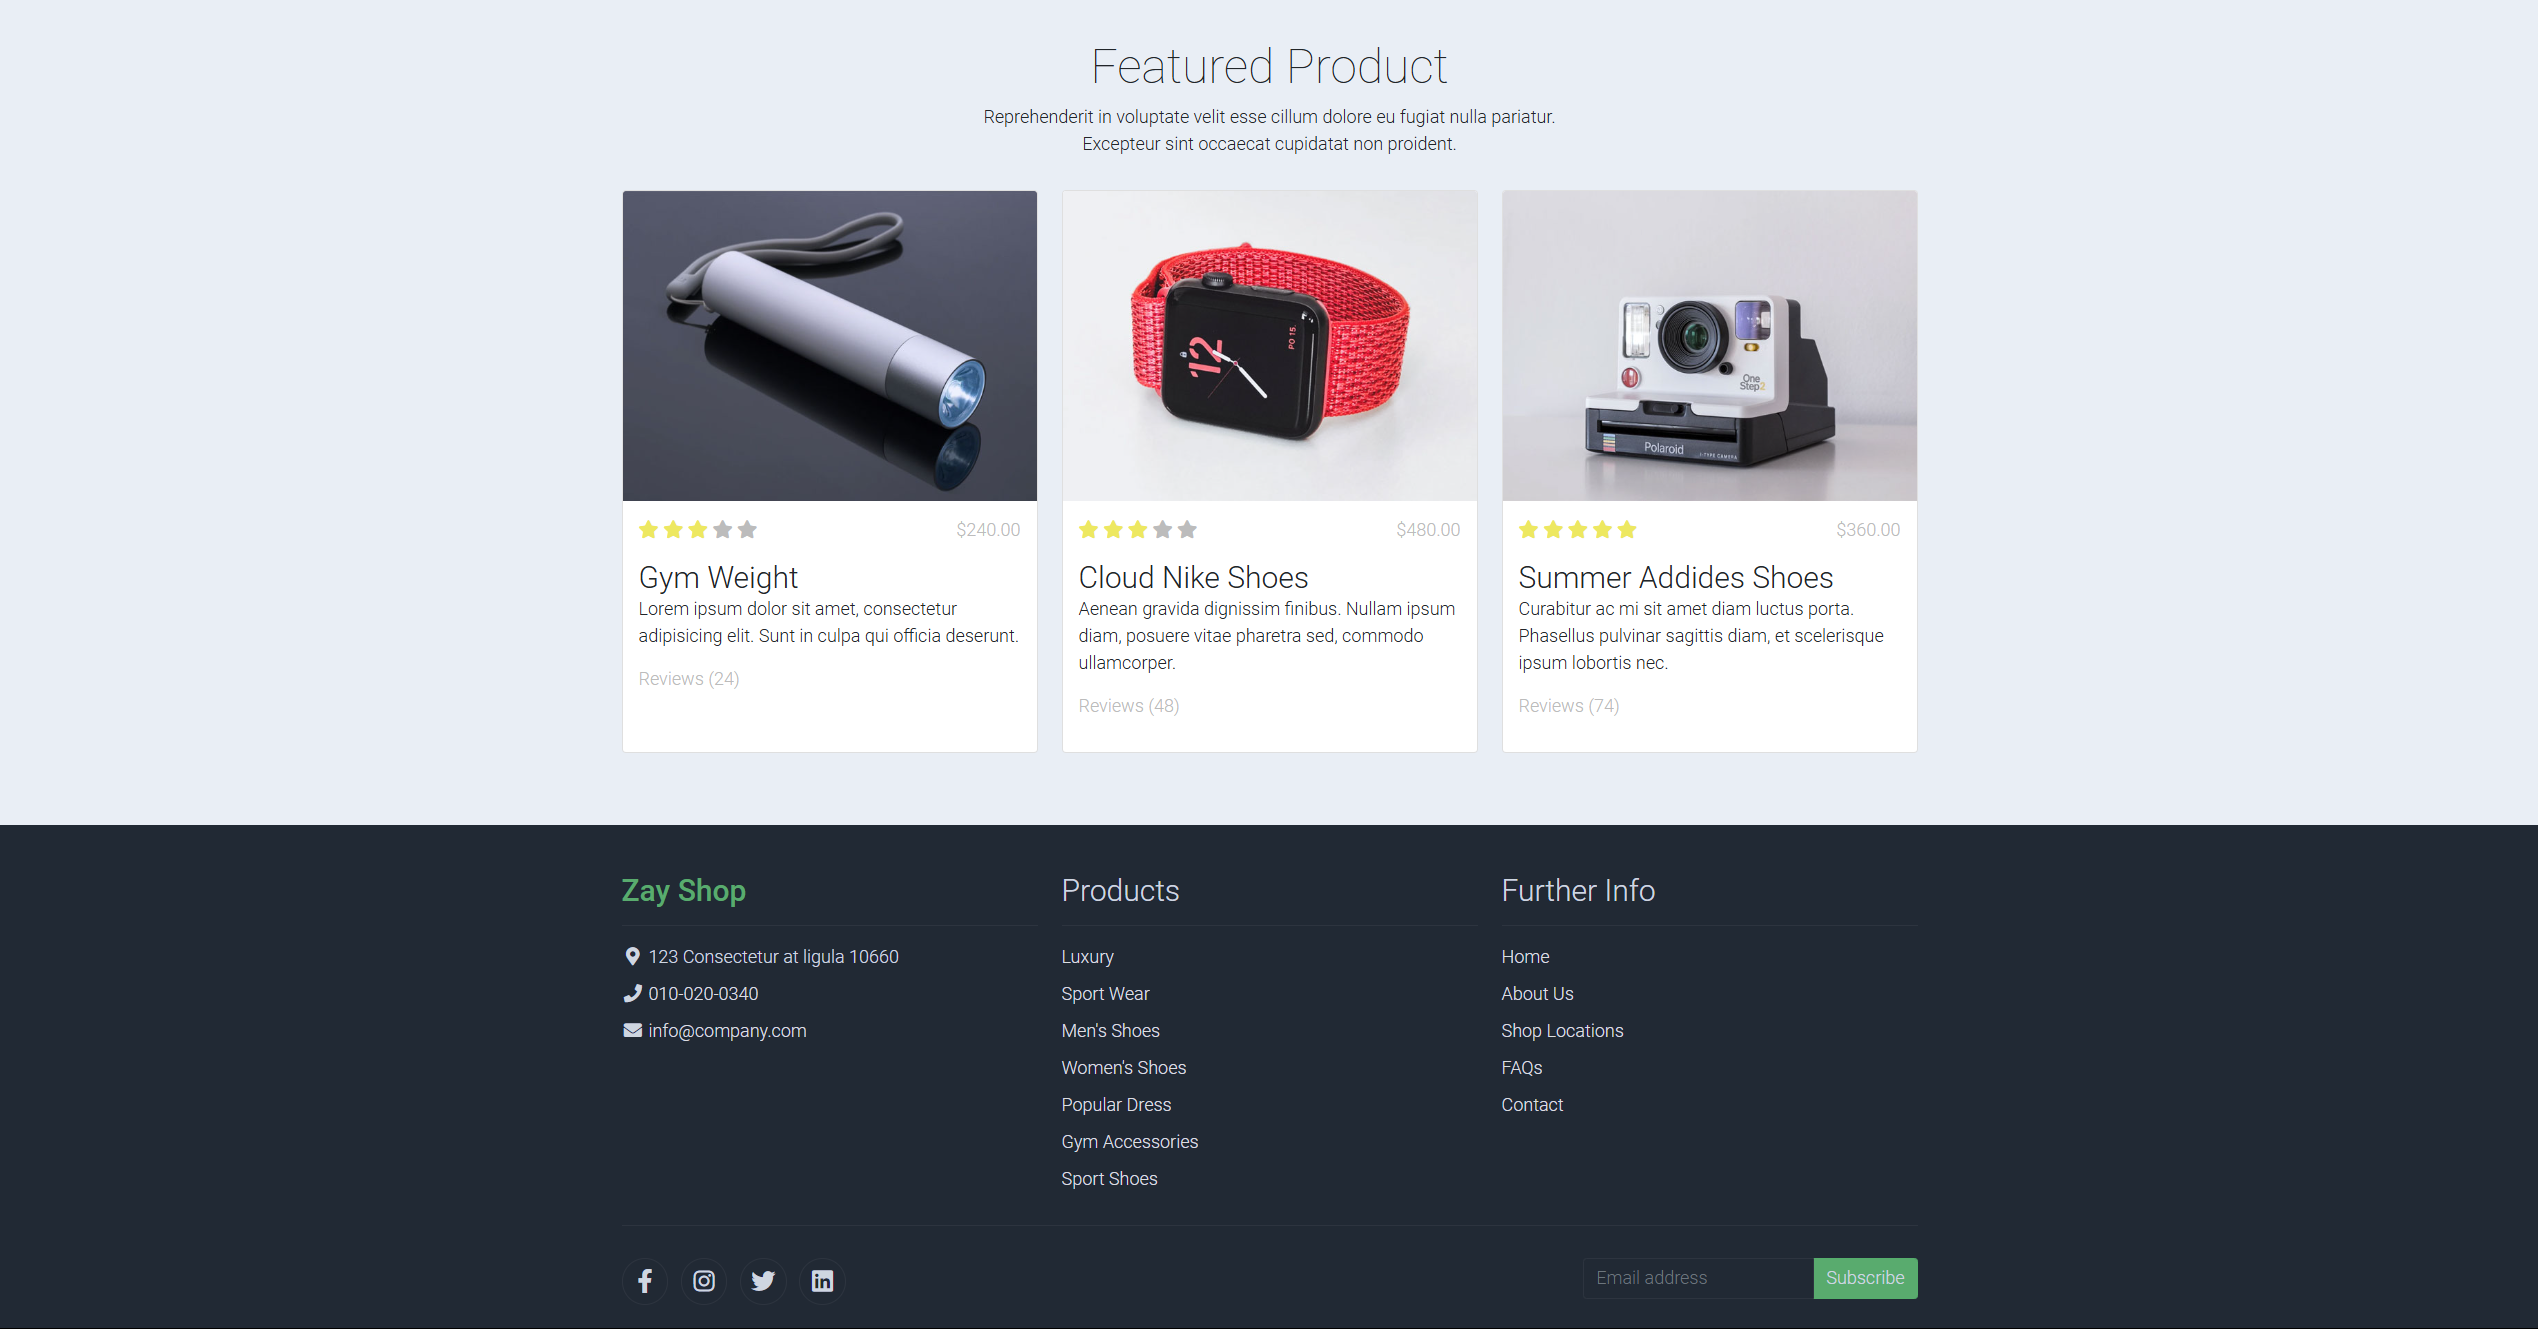 Featured Product
Reprehenderit in voluptate velit esse cillum dolore eu fugiat nulla pariatur.
Excepteur sint occaecat cupidatat non proident.
12
PO 15.
One
Step2
Polaroid
I-TYPE CAMERA
$240.00
Gym Weight
Lorem ipsum dolor sit amet, consectetur
adipisicing elit. Sunt in culpa qui officia deserunt.
Reviews (24)
$480.00
Cloud Nike Shoes
Aenean gravida dignissim finibus. Nullam ipsum
diam, posuere vitae pharetra sed, commodo
ullamcorper.
Reviews (48)
$360.00
Summer Addides Shoes
Curabitur ac mi sit amet diam luctus porta.
Phasellus pulvinar sagittis diam, et scelerisque
ipsum lobortis nec.
Reviews (74)
Zay Shop
123 Consectetur at ligula 10660
010-020-0340
info@company.com
Products
Luxury
Sport Wear
Men's Shoes
Women's Shoes
Popular Dress
Gym Accessories
Sport Shoes
Further Info
Home
About Us
Shop Locations
FAQs
Contact
Email address
Subscribe